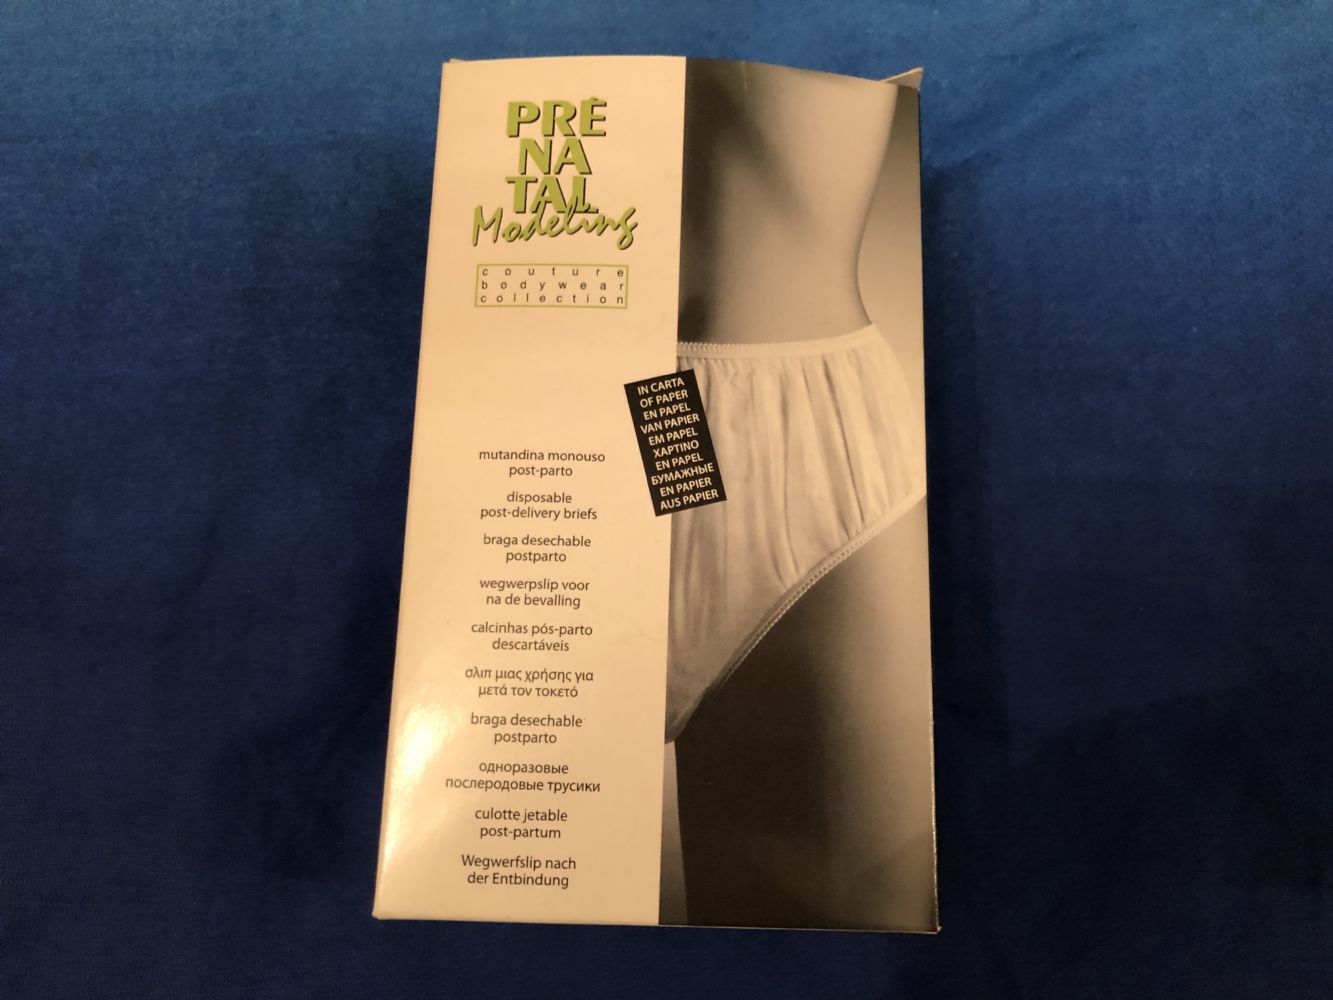 PRÉ
NA
TAL
Modeling
couture
bodywear
collection
IN CARTA
OF PAPER
EN PAPEL
VAN PAPIER
EM PAPEL
ΧΑΡΤΙΝΟ
EN PAPEL
БУМАЖНЫЕ
EN PAPIER
AUS PAPIER
mutandina monouso
post-parto
disposable
post-delivery briefs
braga desechable
postparto
wegwerpslip voor
na de bevalling
calcinhas pós-parto
descartáveis
σλιπ μιας χρήσης για
μετά τον τοκετό
braga desechable
postparto
одноразовые
послеродовые трусики
culotte jetable
post-partum
Wegwerfslip nach
der Entbindung